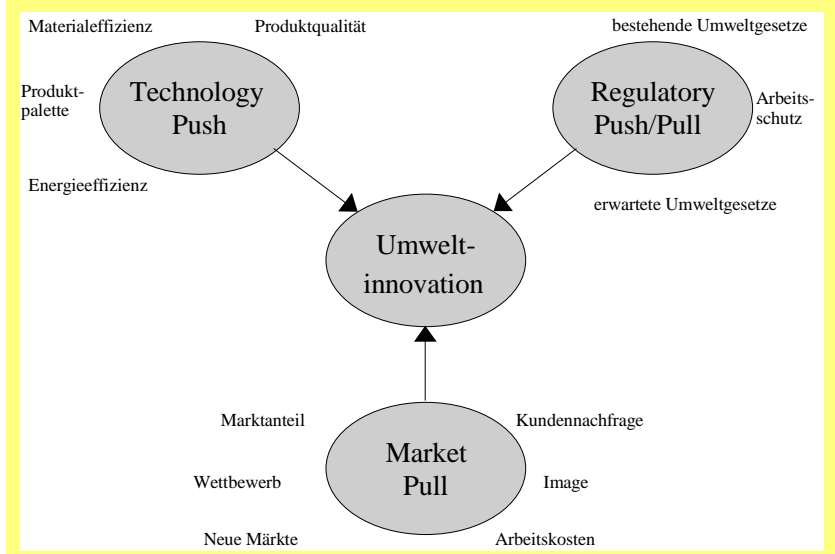 Materialeffizienz
Produktqualität
Produkt-
palette
Technology
Push
Energieeffizienz
bestehende Umweltgesetze
Regulatory
Push/Pull
Arbeits-
schutz
erwartete Umweltgesetze
Umwelt-
innovation
Marktanteil
Kundennachfrage
Market
Pull
Wettbewerb
Image
Neue Märkte
Arbeitskosten